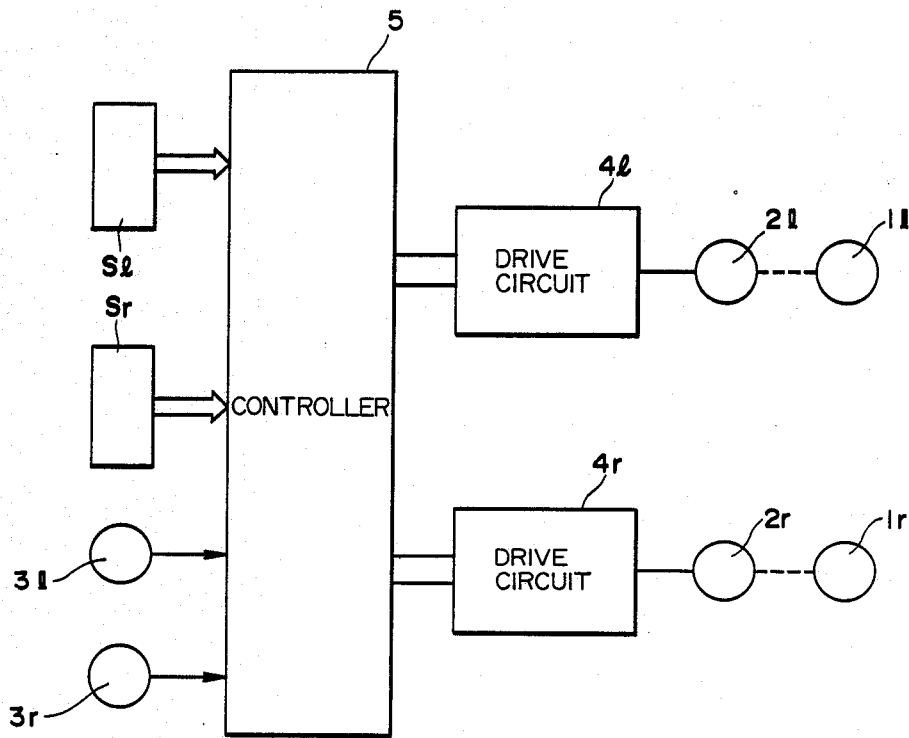 5
4ℓ
Sℓ
DRIVE
CIRCUIT
2l
1l
Sr
CONTROLLER
4r
DRIVE
CIRCUIT
2r
1r
3l
3r